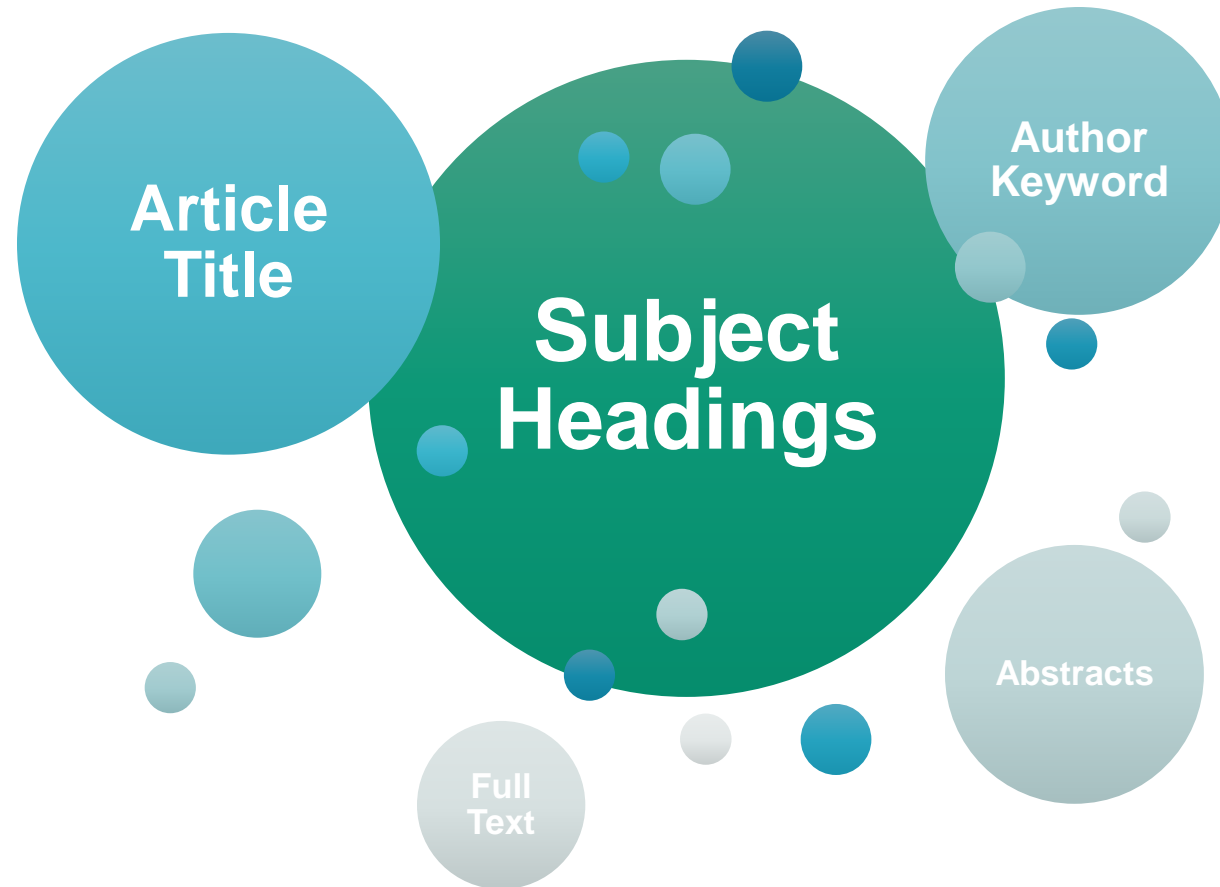 Article
Title
Subject
Headings
Author
Keyword
Abstracts
Full
Text